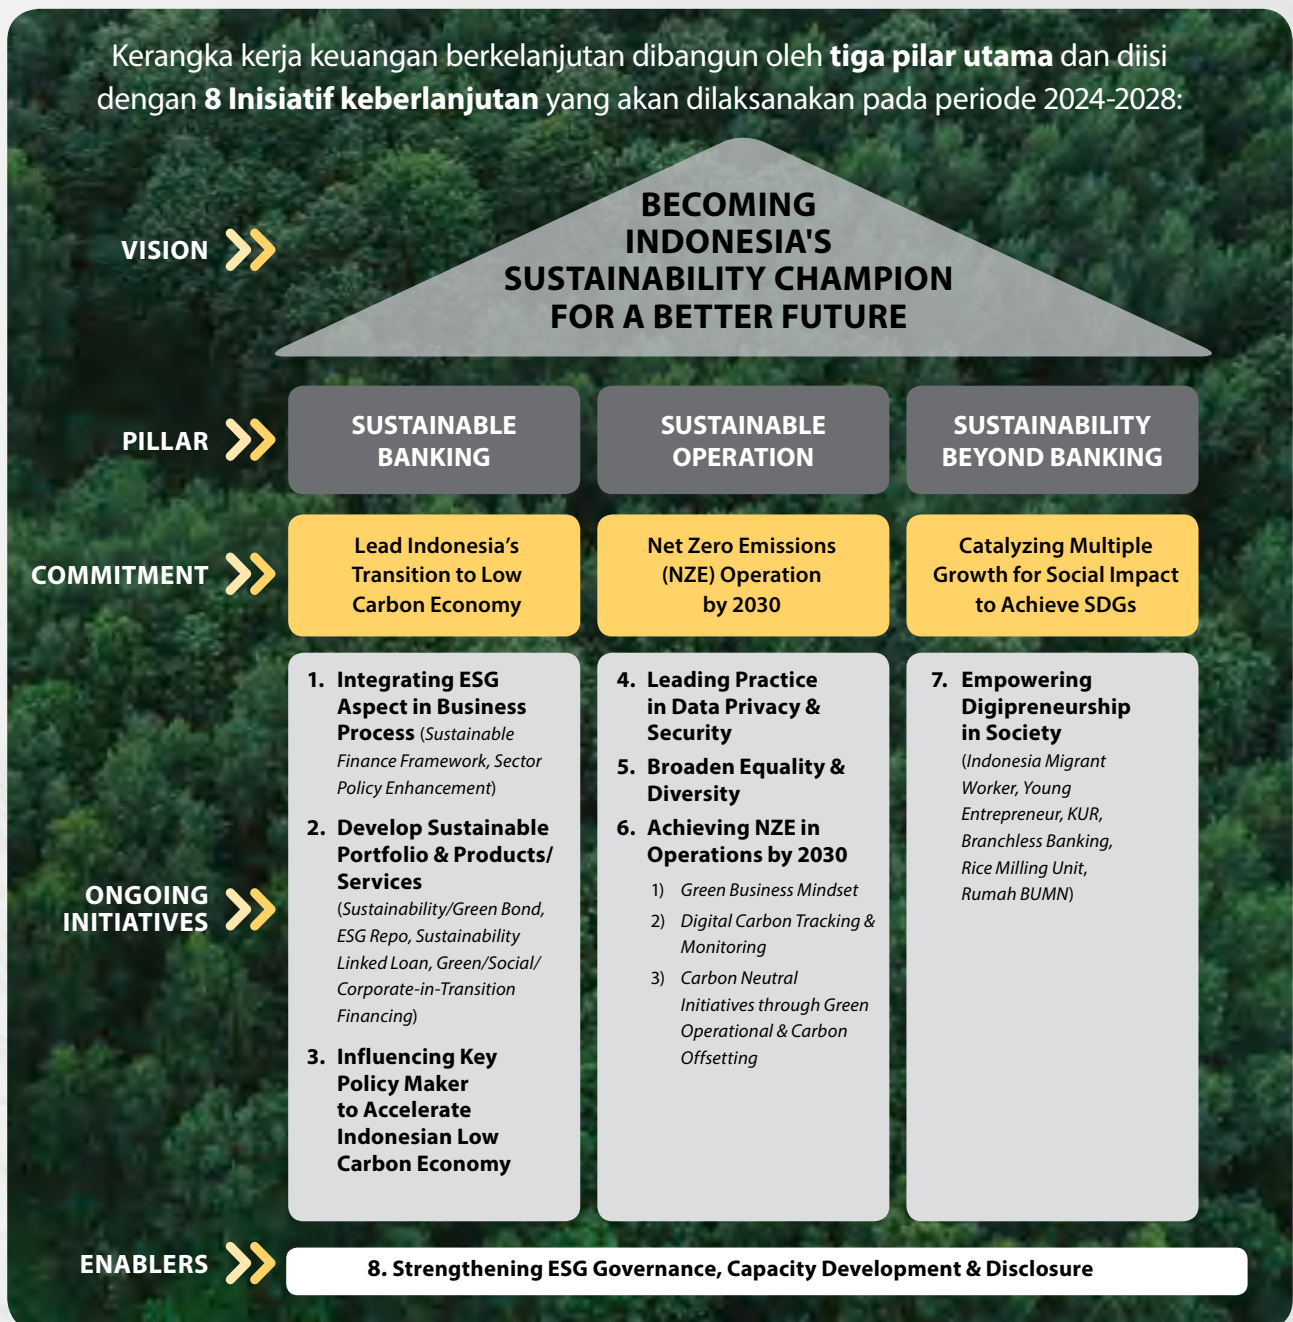 Kerangka kerja keuangan berkelanjutan dibangun oleh tiga pilar utama dan diisi
dengan 8 Inisiatif keberlanjutan yang akan dilaksanakan pada periode 2024-2028:
VISION
BECOMING
INDONESIA'S
SUSTAINABILITY CHAMPION
FOR A BETTER FUTURE
PILLAR
SUSTAINABLE
BANKING
SUSTAINABLE
OPERATION
SUSTAINABILITY
BEYOND BANKING
COMMITMENT
Lead Indonesia's
Transition to Low
Carbon Economy
Net Zero Emissions
(NZE) Operation
by 2030
Catalyzing Multiple
Growth for Social Impact
to Achieve SDGs
ONGOING
INITIATIVES
1. Integrating ESG
Aspect in Business
Process (Sustainable
Finance Framework, Sector
Policy Enhancement)
2. Develop Sustainable
Portfolio & Products/
Services
(Sustainability/Green Bond,
ESG Repo, Sustainability
Linked Loan, Green/Social/
Corporate-in-Transition
Financing)
3. Influencing Key
Policy Maker
to Accelerate
Indonesian Low
Carbon Economy
4. Leading Practice
in Data Privacy &
Security
5. Broaden Equality &
Diversity
6. Achieving NZE in
Operations by 2030
1) Green Business Mindset
2) Digital Carbon Tracking &
Monitoring
3) Carbon Neutral
Initiatives through Green
Operational & Carbon
Offsetting
7. Empowering
Digipreneurship
in Society
(Indonesia Migrant
Worker, Young
Entrepreneur, KUR,
Branchless Banking,
Rice Milling Unit,
Rumah BUMN)
ENABLERS
8. Strengthening ESG Governance, Capacity Development & Disclosure